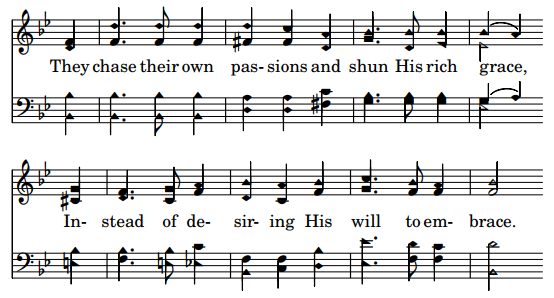 They chase their own pas- sions and shun His rich grace,
In- stead of de- sir- ing His will to em- brace.